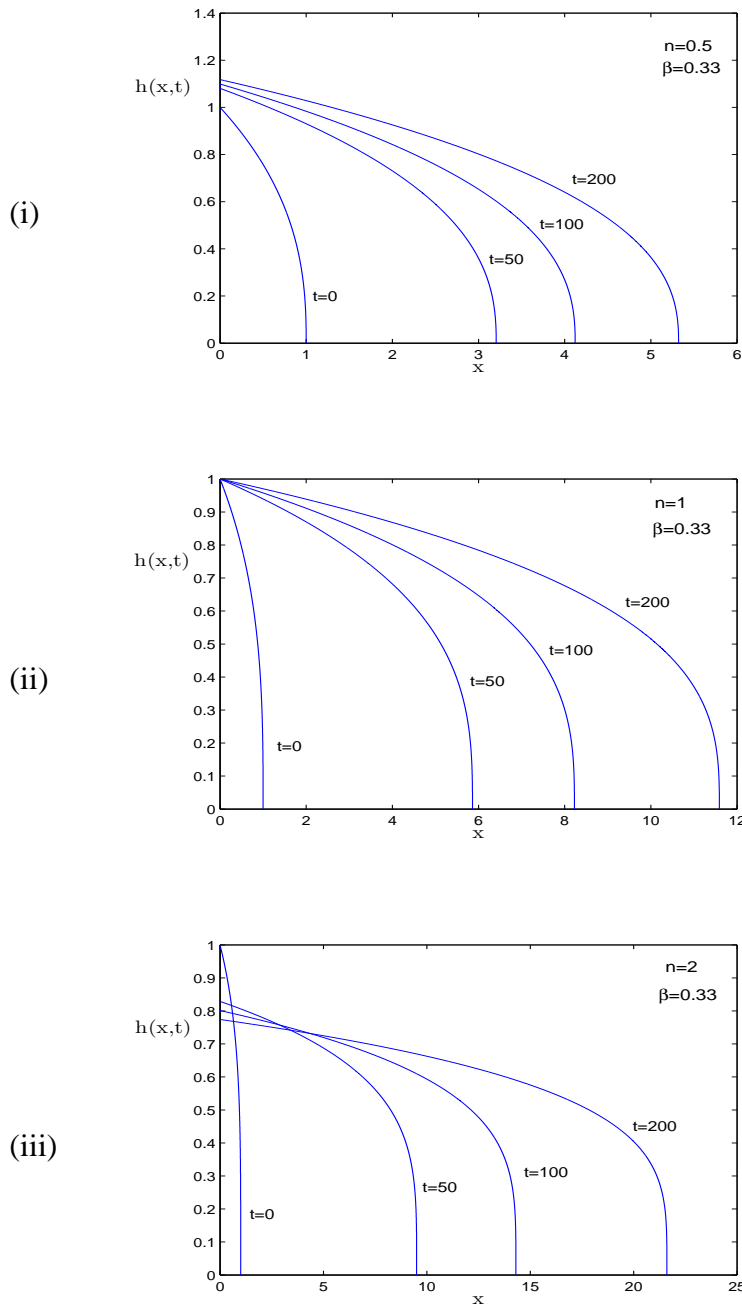 (i)
h(x,t)
1.4
1.2
1
0.8
0.6
0.4
0.2
0
n=0.5
β=0.33
t=200
t=100
t=50
t=0
0 1 2 3 4 5 6
x
(ii)
h(x,t)
1
0.9
0.8
0.7
0.6
0.5
0.4
0.3
0.2
0.1
0
n=1
β=0.33
t=200
t=100
t=50
t=0
0 2 4 6 8 10 12
x
(iii)
h(x,t)
1
0.9
0.8
0.7
0.6
0.5
0.4
0.3
0.2
0.1
0
n=2
β=0.33
t=200
t=100
t=50
t=0
0 5 10 15 20 25
x